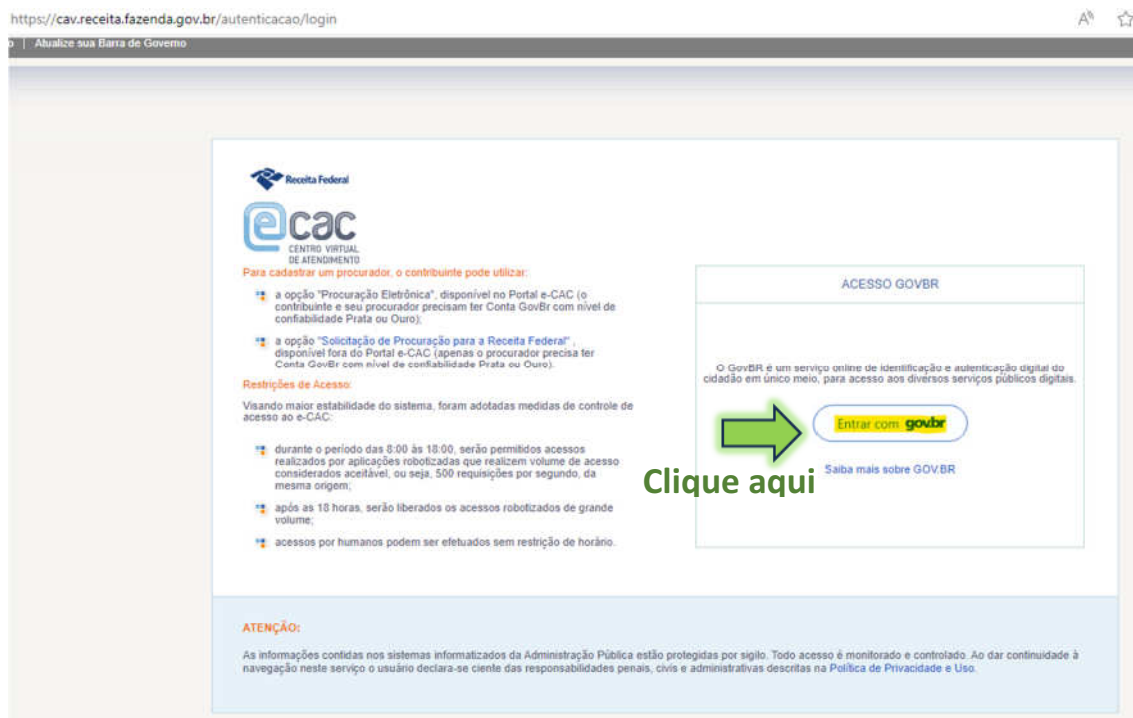 https://cav.receita.fazenda.gov.br/autenticacao/login
o | Atualize sua Barra de Governo
Receita Federal
e cac
CENTRO VIRTUAL
DE ATENDIMENTO
Para cadastrar um procurador, o contribuinte pode utilizar:
a opção "Procuração Eletrônica", disponível no Portal e-CAC (o
contribuinte e seu procurador precisam ter Conta GovBr com nível de
confiabilidade Prata ou Ouro);
a opção "Solicitação de Procuração para a Receita Federal" ,
disponível fora do Portal e-CAC (apenas o procurador precisa ter
Conta GovBr com nível de confiabilidade Prata ou Ouro).
Restrições de Acesso:
Visando maior estabilidade do sistema, foram adotadas medidas de controle de
acesso ao e-CAC:
durante o período das 8:00 às 18:00, serão permitidos acessos
realizados por aplicações robotizadas que realizem volume de acesso
considerados aceitável, ou seja, 500 requisições por segundo, da
mesma origem;
após as 18 horas, serão liberados os acessos robotizados de grande
volume;
acessos por humanos podem ser efetuados sem restrição de horário.
ACESSO GOVBR
O GovBR é um serviço online de identificação e autenticação digital do
cidadão em único meio, para acesso aos diversos serviços públicos digitais.
Entrar com gov.br
Clique aqui
Saiba mais sobre GOV.BR
ATENÇÃO:
As informações contidas nos sistemas informatizados da Administração Pública estão protegidas por sigilo. Todo acesso é monitorado e controlado. Ao dar continuidade à
navegação neste serviço o usuário declara-se ciente das responsabilidades penais, civis e administrativas descritas na Política de Privacidade e Uso.